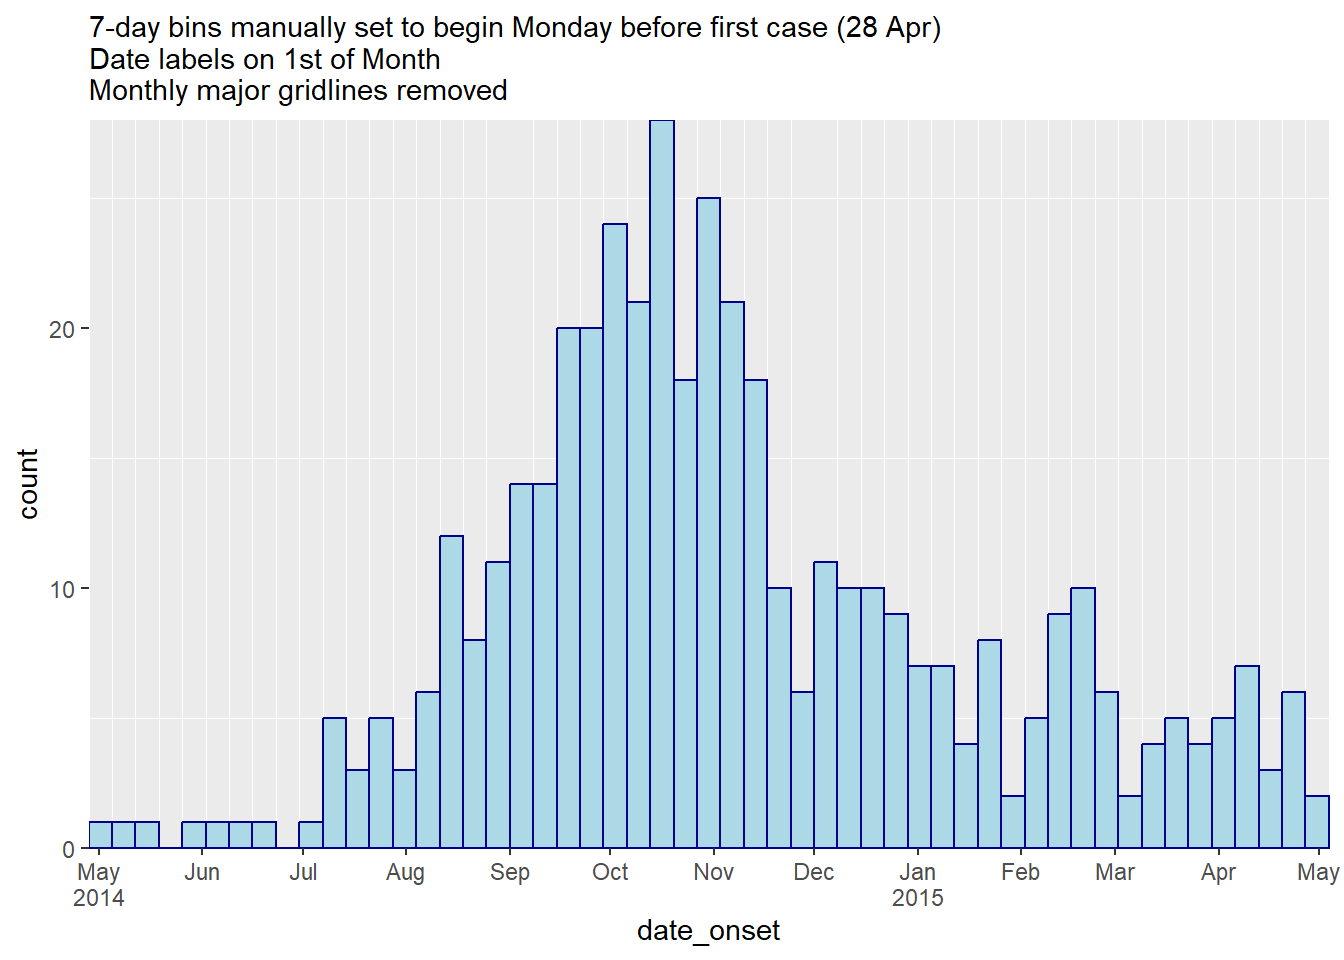 7-day bins manually set to begin Monday before first case (28 Apr)
Date labels on 1st of Month
Monthly major gridlines removed
count
20
10
0
May Jun Jul Aug Sep Oct Nov Dec Jan Feb Mar Apr May
2014 2015
date_onset